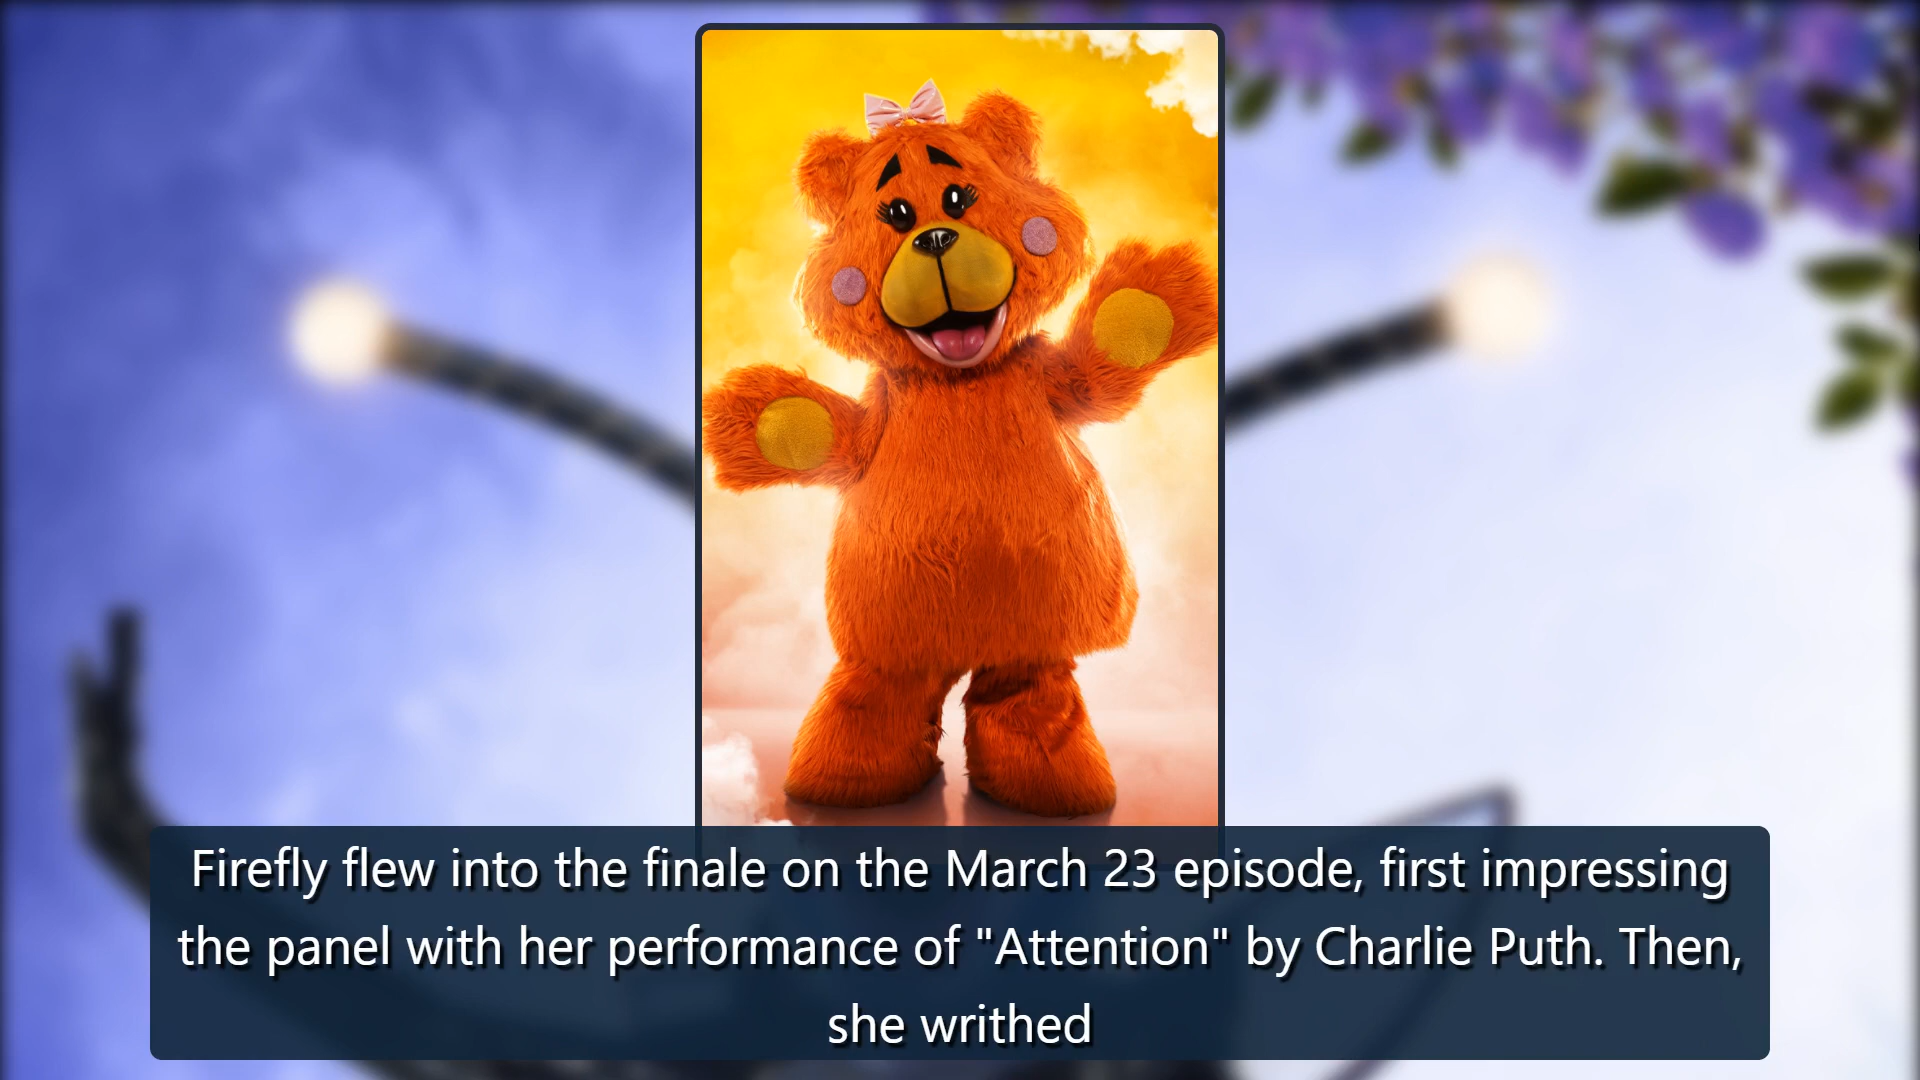 Firefly flew into the finale on the March 23 episode, first impressing
the panel with her performance of "Attention" by Charlie Puth. Then,
she writhed